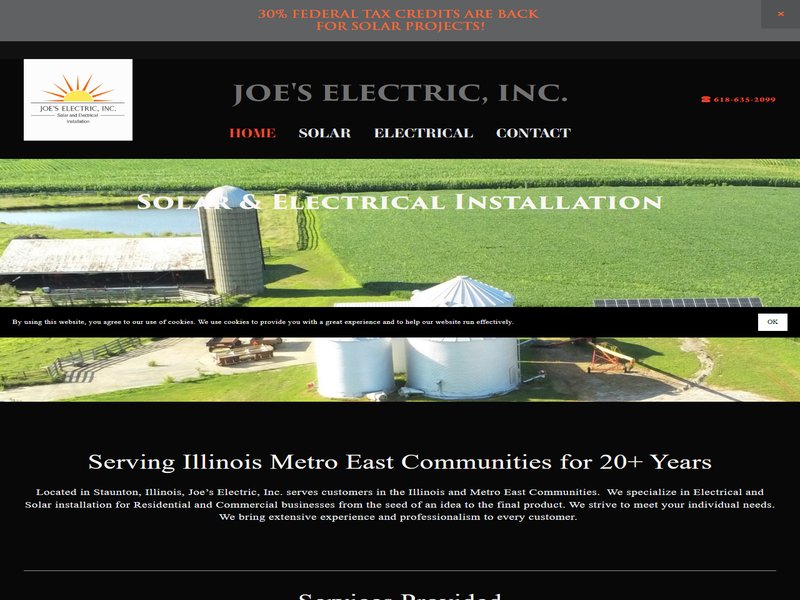 30% FEDERAL TAX CREDITS ARE BACK
FOR SOLAR PROJECTS!
×
JOE'S ELECTRIC, INC.
Solar and Electrical
Installation
JOE'S ELECTRIC, INC.
☎ 618-635-2099
HOME SOLAR ELECTRICAL CONTACT
Solar & Electrical Installation
By using this website, you agree to our use of cookies. We use cookies to provide you with a great experience and to help our website run effectively.
OK
Serving Illinois Metro East Communities for 20+ Years
Located in Staunton, Illinois, Joe's Electric, Inc. serves customers in the Illinois and Metro East Communities.  We specialize in Electrical and
Solar installation for Residential and Commercial businesses from the seed of an idea to the final product. We strive to meet your individual needs.
We bring extensive experience and professionalism to every customer.
Services Provided